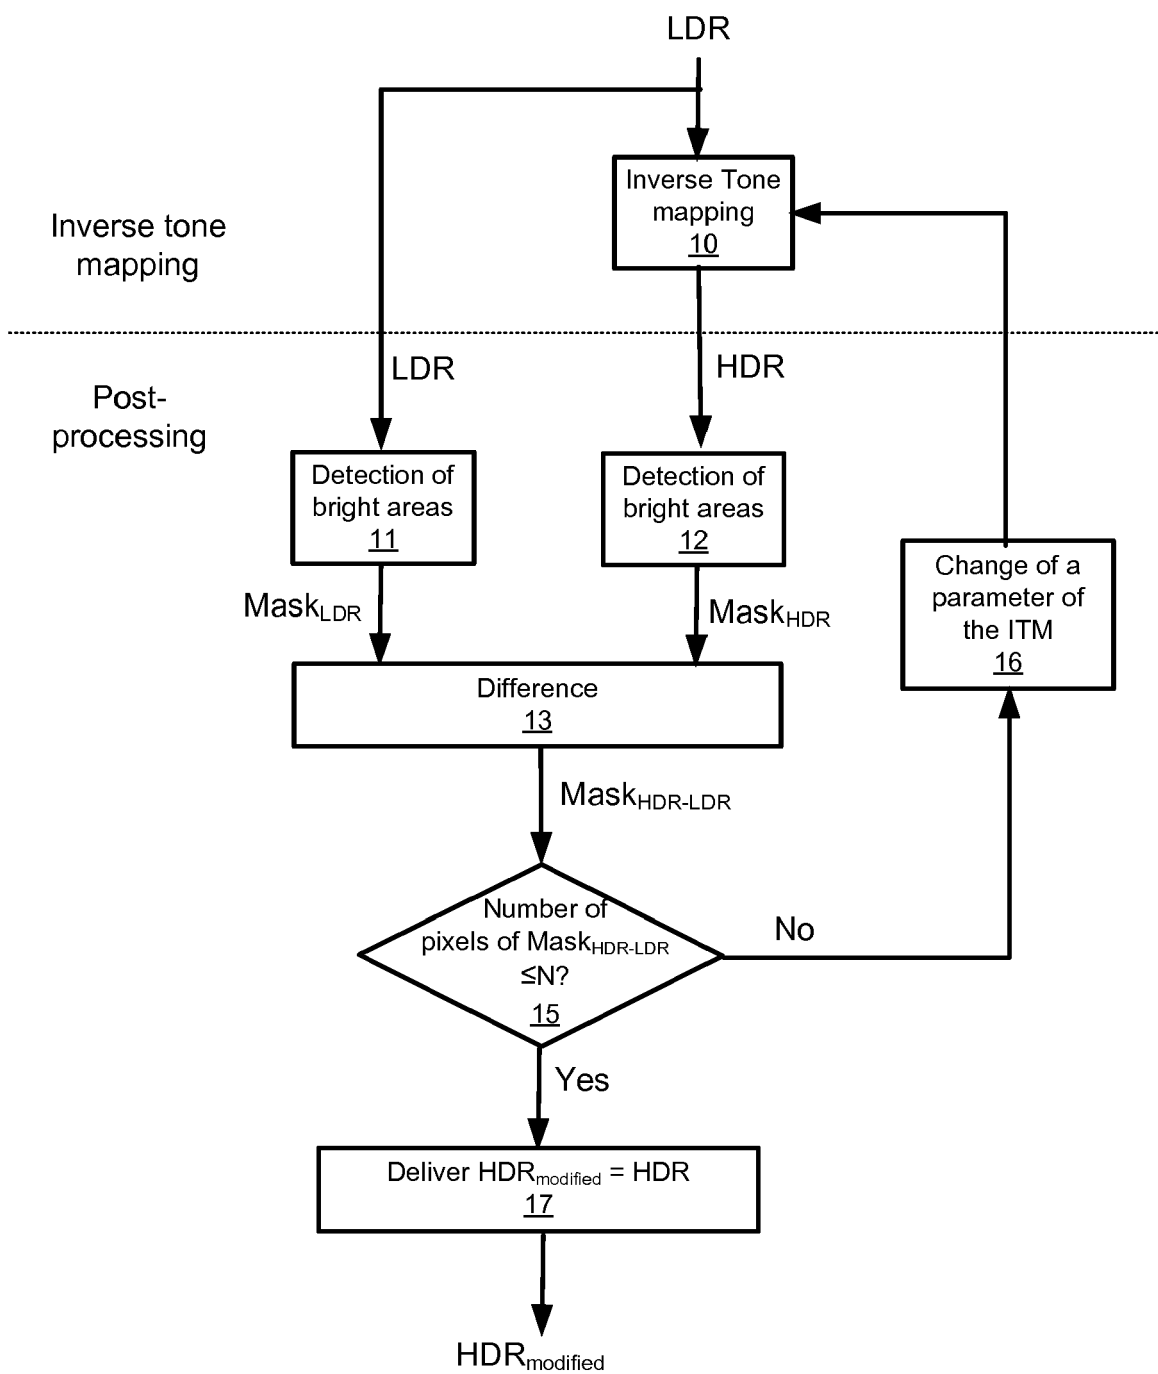 LDR
Inverse Tone
mapping
10
Inverse tone
mapping
LDR
HDR
Post-
processing
Detection of
bright areas
11
Detection of
bright areas
12
Change of a
parameter of
the ITM
16
MaskLDR
MaskHDR
Difference
13
MaskHDR-LDR
Number of
pixels of MaskHDR-LDR
≤N?
15
No
Yes
Deliver HDRmodified = HDR
17
HDRmodified